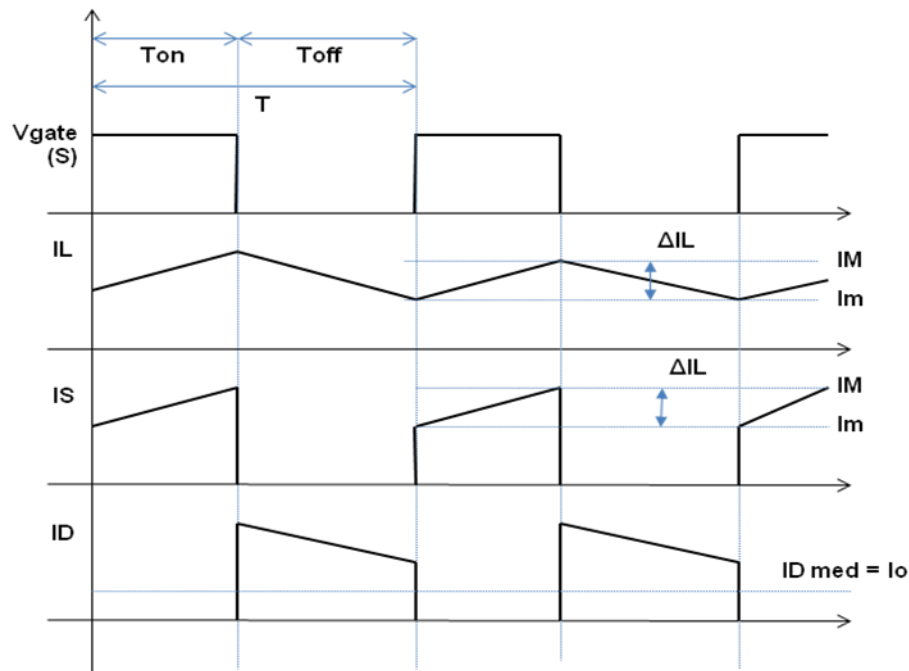 Ton
Toff
T
Vgate
(S)
IL
ΔIL
IM
Im
IS
ΔIL
IM
Im
ID
ID med = Io